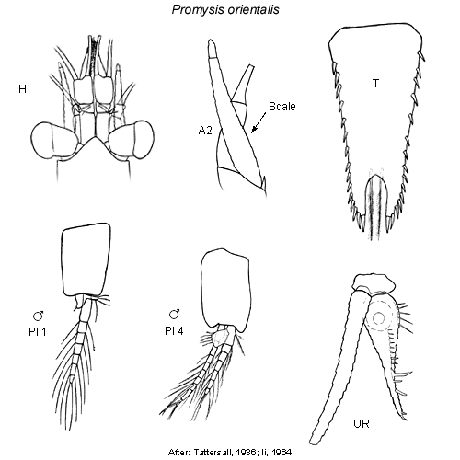 Promysis orientalis
H
A2
Scale
T
♂
Pl 1
♂
Pl 4
UR
After: Tattersall, 1936; Ii, 1964